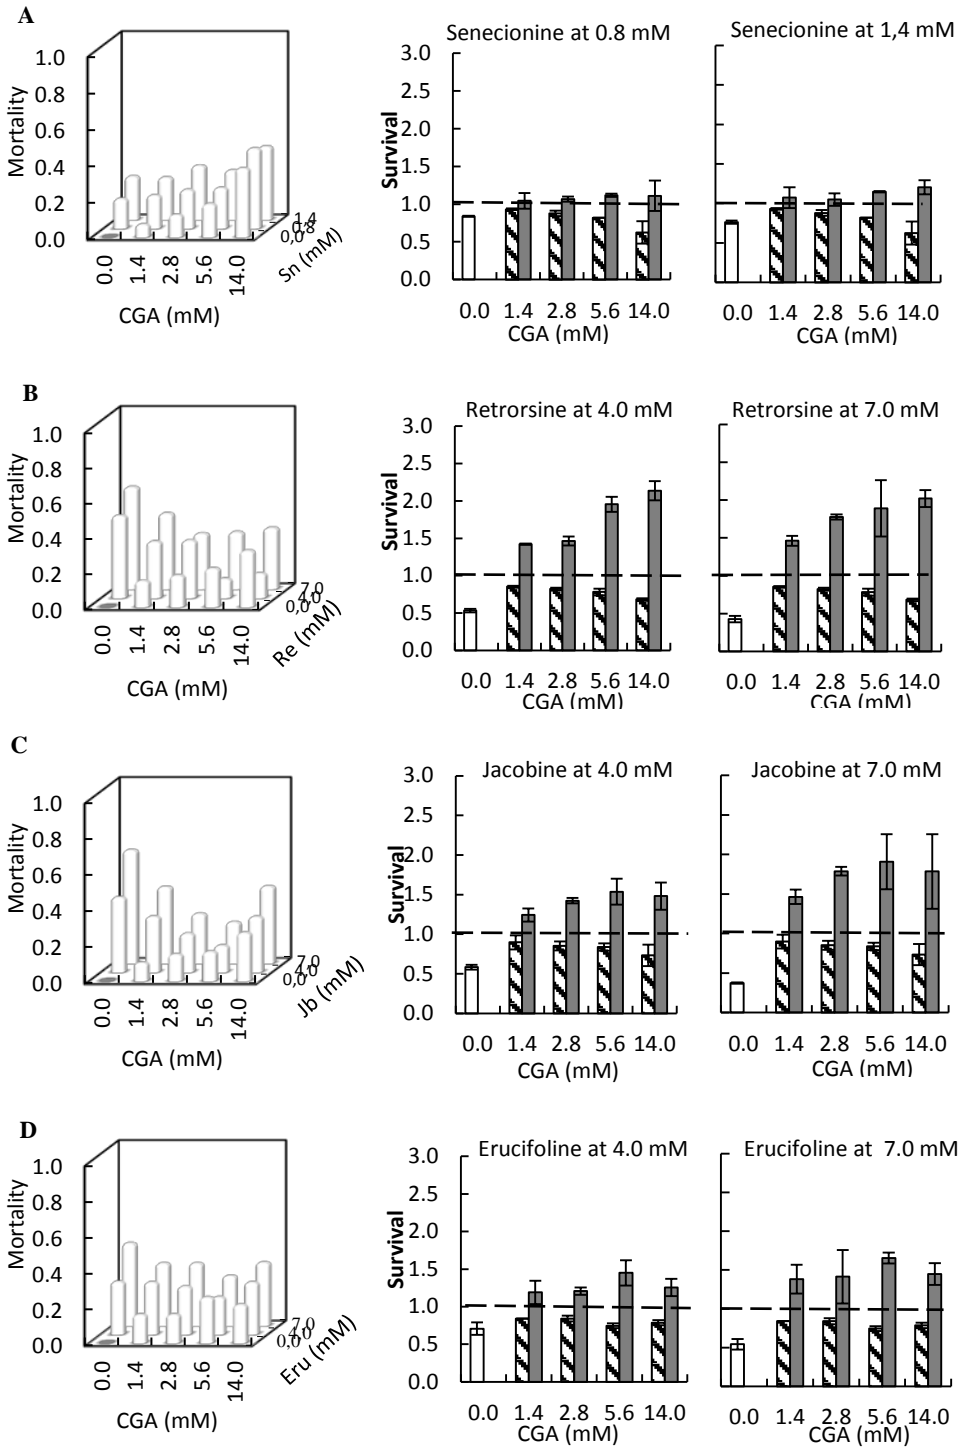 A
Mortality
1.0
0.8
0.6
0.4
0.2
0.0
0.0
1.4
2.8
5.6
14.0
CGA (mM)
0,0
0.8
1.4
Sn (mM)
Senecionine at 0.8 mM
Survival
3.0
2.5
2.0
1.5
1.0
0.5
0.0
0.0 1.4 2.8 5.6 14.0
CGA (mM)
Senecionine at 1,4 mM
0.0 1.4 2.8 5.6 14.0
CGA (mM)
B
Mortality
1.0
0.8
0.6
0.4
0.2
0.0
0.0
1.4
2.8
5.6
14.0
CGA (mM)
0,0
4.0
7.0
Re (mM)
Retrorsine at 4.0 mM
Survival
3.0
2.5
2.0
1.5
1.0
0.5
0.0
0.0 1.4 2.8 5.6 14.0
CGA (mM)
Retrorsine at 7.0 mM
0.0 1.4 2.8 5.6 14.0
CGA (mM)
C
Mortality
1.0
0.8
0.6
0.4
0.2
0.0
0.0
1.4
2.8
5.6
14.0
CGA (mM)
0,0
4.0
7.0
Jb (mM)
Jacobine at 4.0 mM
Survival
3.0
2.5
2.0
1.5
1.0
0.5
0.0
0.0 1.4 2.8 5.6 14.0
CGA (mM)
Jacobine at 7.0 mM
0.0 1.4 2.8 5.6 14.0
CGA (mM)
D
Mortality
1.0
0.8
0.6
0.4
0.2
0.0
0.0
1.4
2.8
5.6
14.0
CGA (mM)
0,0
4.0
7.0
Eru (mM)
Erucifoline at 4.0 mM
Survival
3.0
2.5
2.0
1.5
1.0
0.5
0.0
0.0 1.4 2.8 5.6 14.0
CGA (mM)
Erucifoline at 7.0 mM
0.0 1.4 2.8 5.6 14.0
CGA (mM)